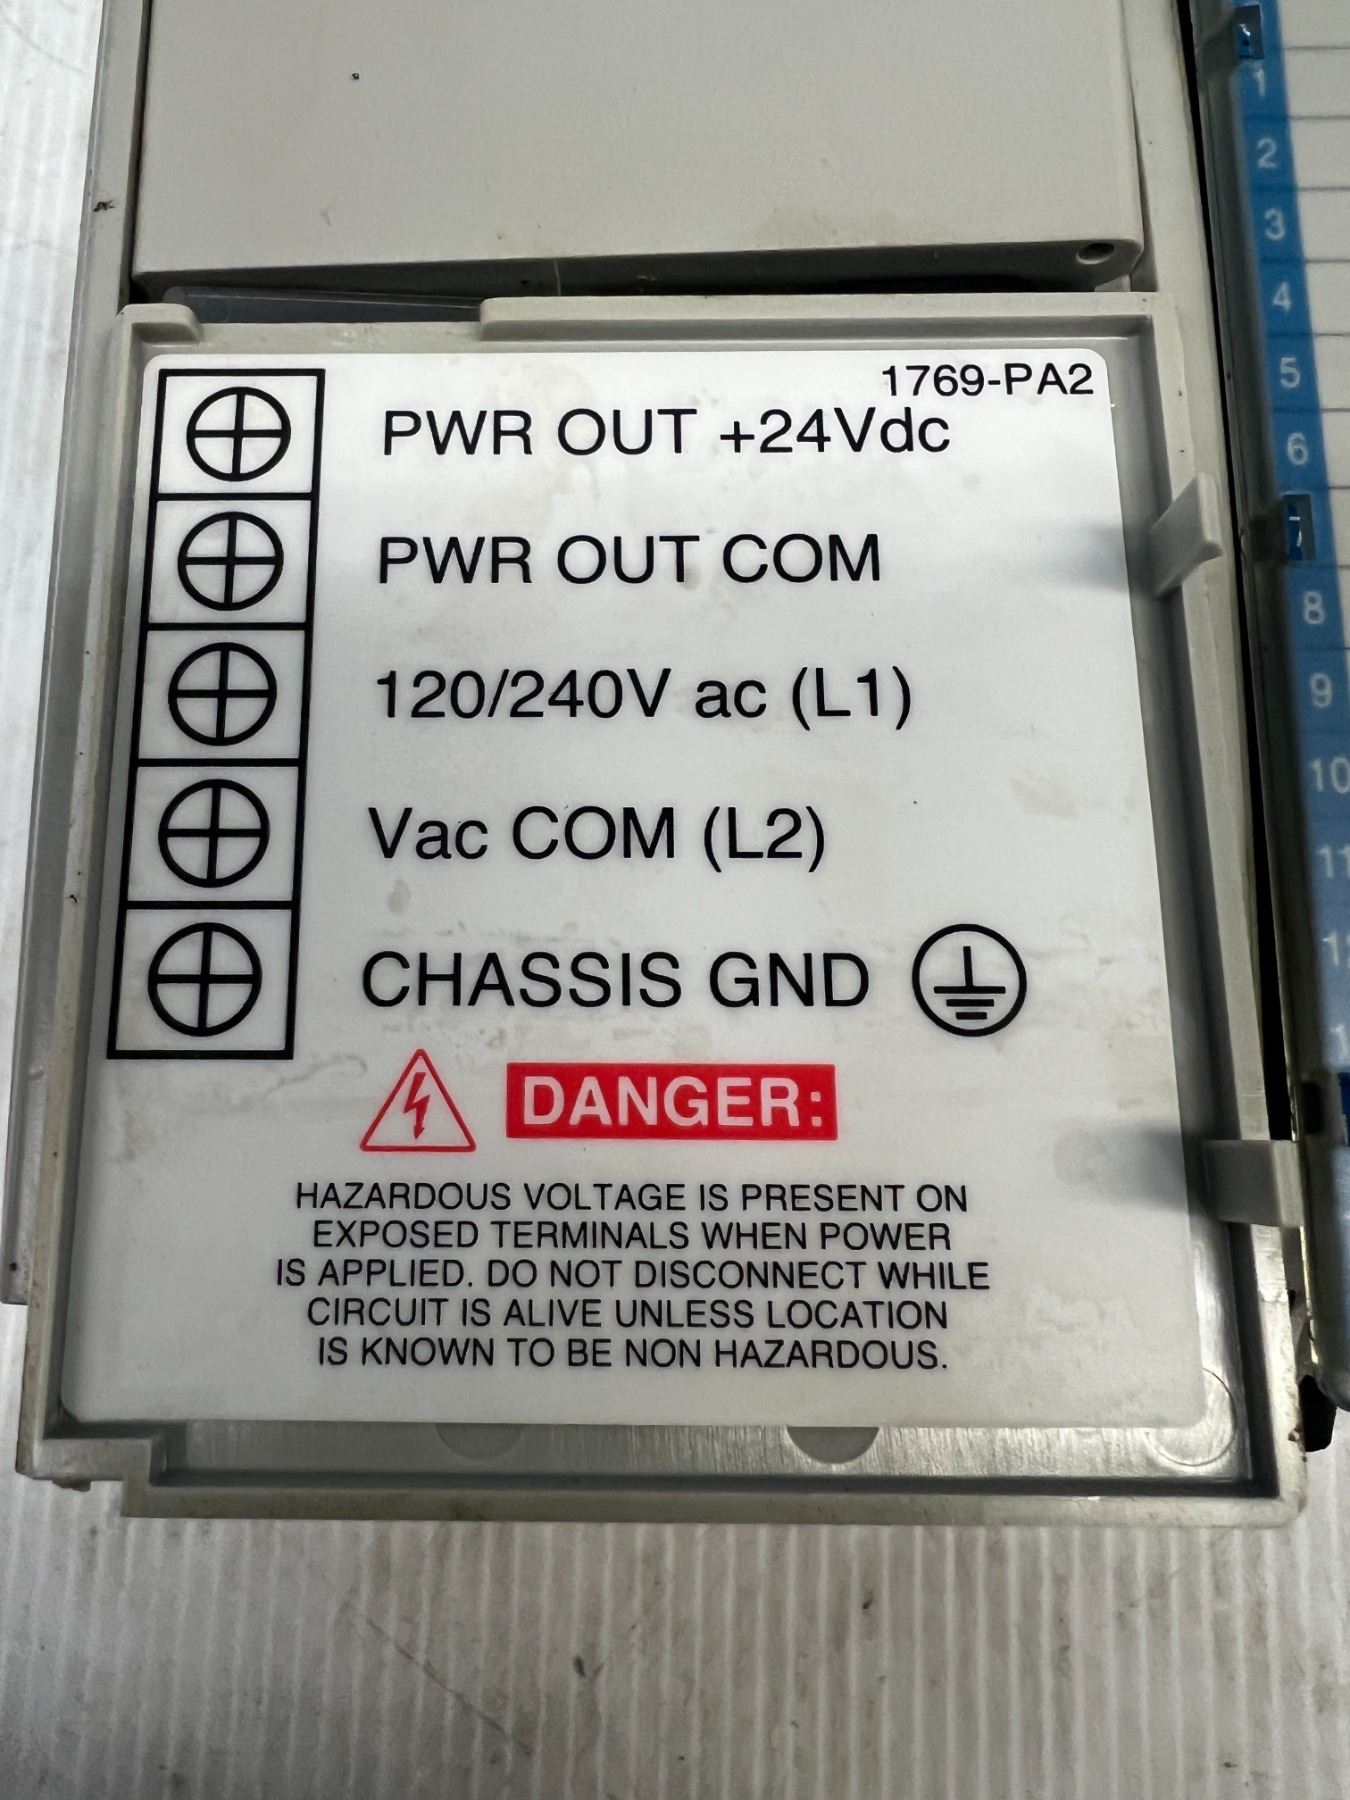 1769-PA2
PWR OUT +24Vdc
PWR OUT COM
120/240V ac (L1)
Vac COM (L2)
CHASSIS GND
DANGER:
HAZARDOUS VOLTAGE IS PRESENT ON
EXPOSED TERMINALS WHEN POWER
IS APPLIED. DO NOT DISCONNECT WHILE
CIRCUIT IS ALIVE UNLESS LOCATION
IS KNOWN TO BE NON HAZARDOUS.
1
2
3
4
5
6
8
9
10
11